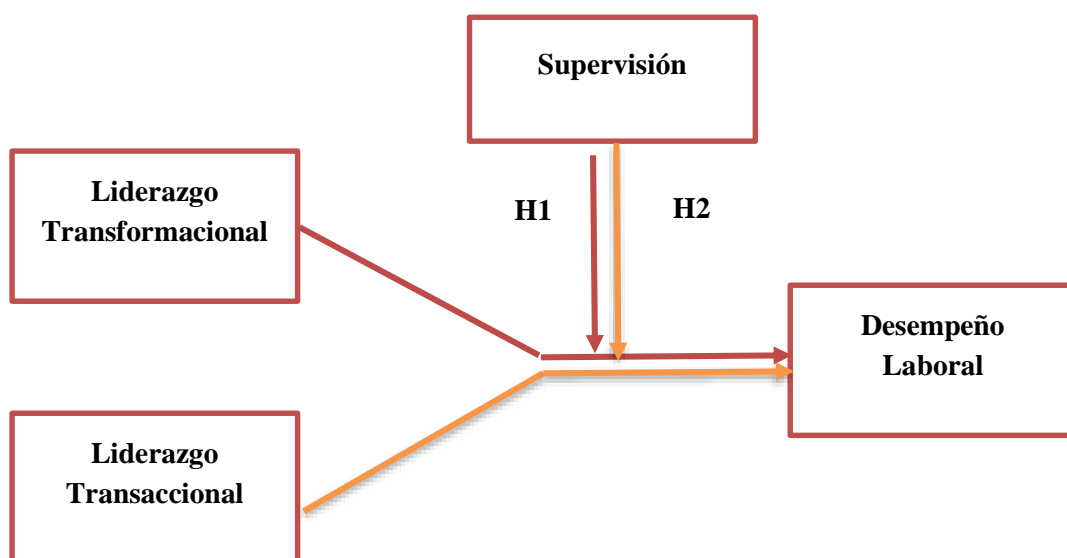 Supervisión
Liderazgo
Transformacional
H1
H2
Desempeño
Laboral
Liderazgo
Transaccional